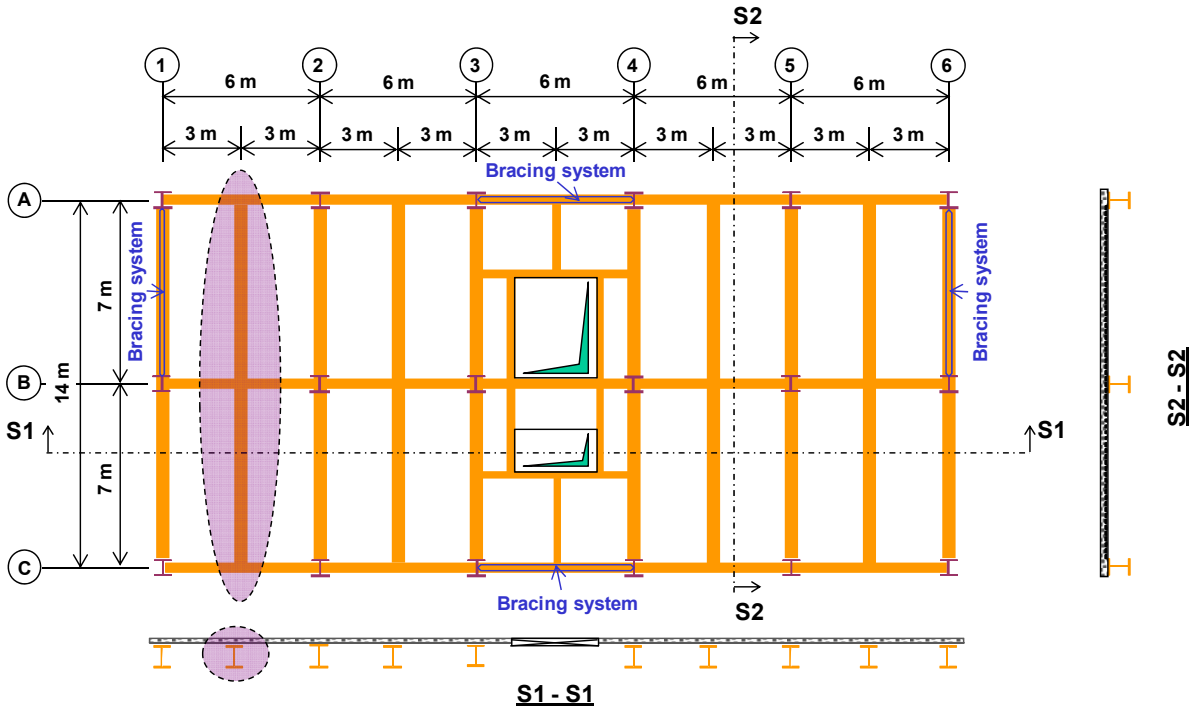 S2
1 2 3 4 5 6
6 m 6 m 6 m 6 m 6 m
3 m 3 m 3 m 3 m 3 m 3 m 3 m 3 m 3 m 3 m
Bracing system
A
Bracing system
7 m
Bracing system
14 m
B
S2 - S2
S1
S1
7 m
C
Bracing system
S2
S1 - S1